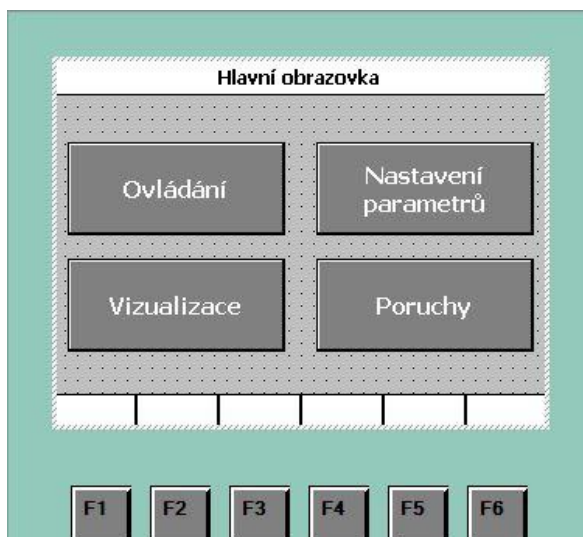 Hlavní obrazovka
Ovládání
Nastavení
parametrů
Vizualizace
Poruchy
F1 F2 F3 F4 F5 F6